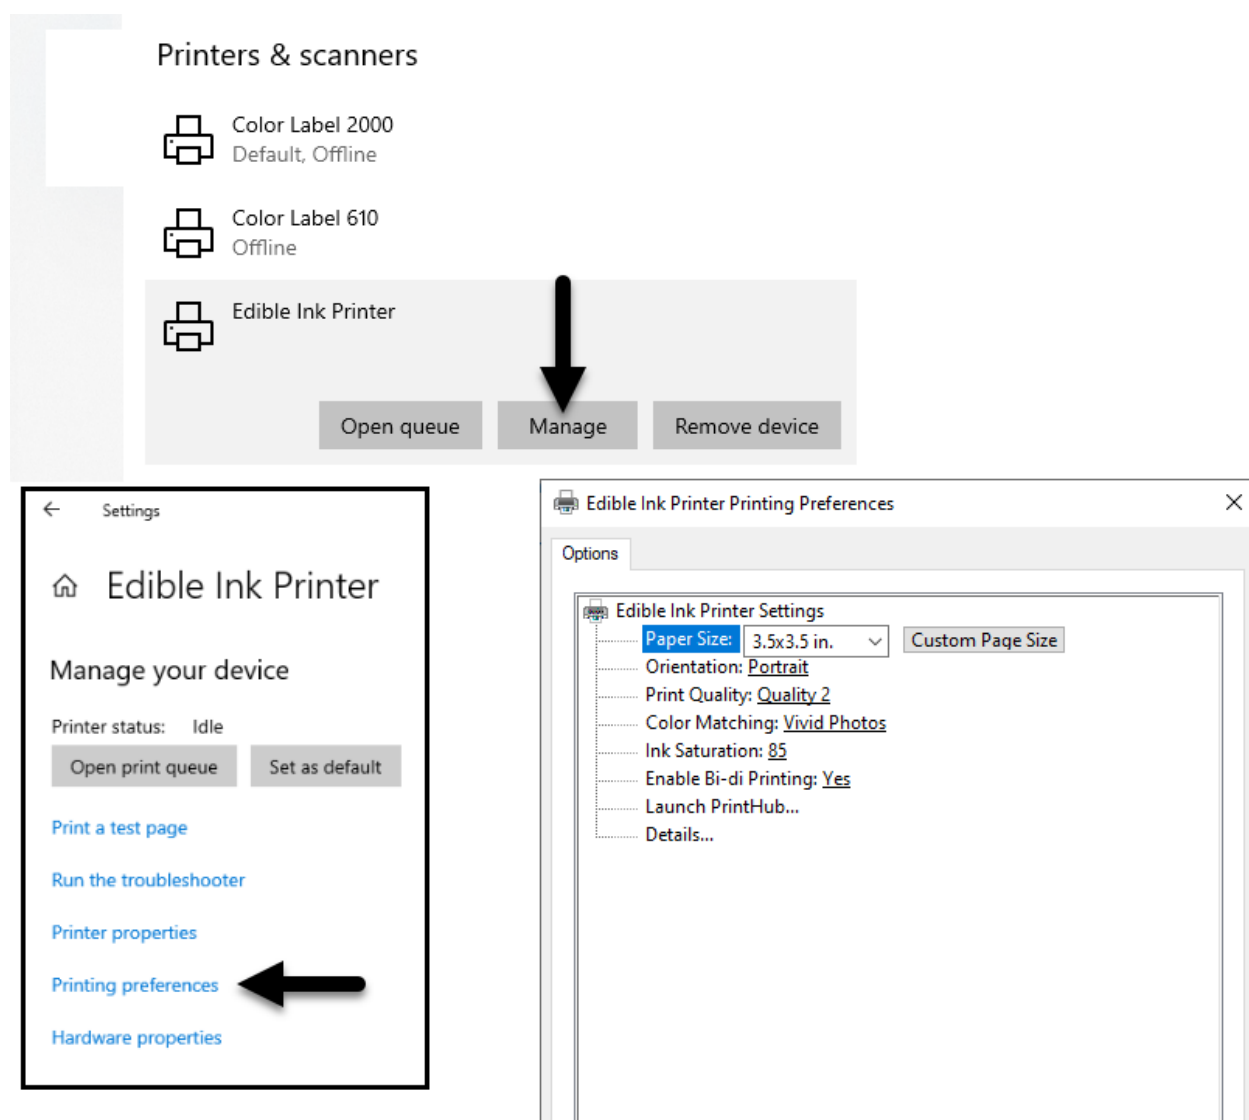 Printers & scanners
Color Label 2000
Default, Offline
Color Label 610
Offline
Edible Ink Printer
Open queue
Manage
Remove device
Settings
Edible Ink Printer
Manage your device
Printer status: Idle
Open print queue
Set as default
Print a test page
Run the troubleshooter
Printer properties
Printing preferences
Hardware properties
Edible Ink Printer Printing Preferences
Options
Edible Ink Printer Settings
Paper Size: 3.5x3.5 in. Custom Page Size
Orientation: Portrait
Print Quality: Quality 2
Color Matching: Vivid Photos
Ink Saturation: 85
Enable Bi-di Printing: Yes
Launch PrintHub...
Details...